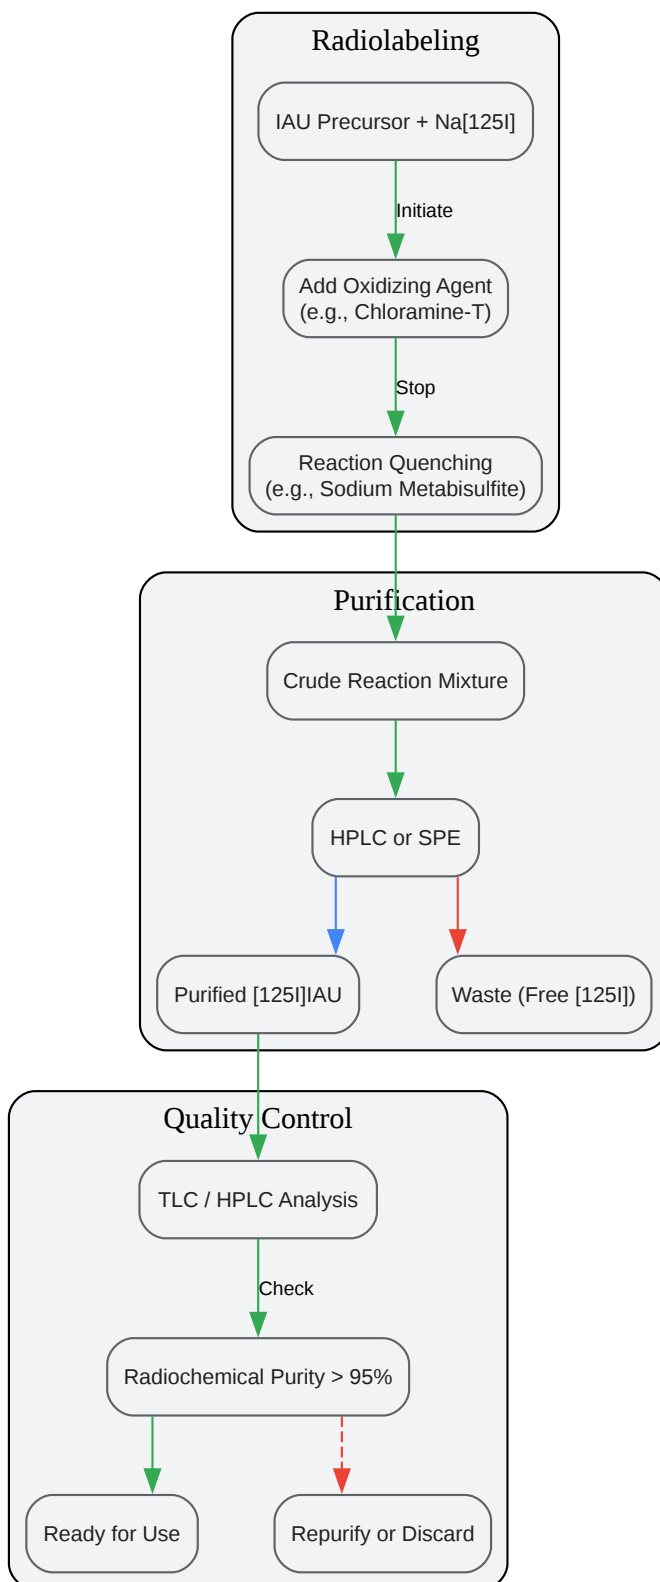 Radiolabeling
IAU Precursor + Na[125I]
Initiate
Add Oxidizing Agent
(e.g., Chloramine-T)
Stop
Reaction Quenching
(e.g., Sodium Metabisulfite)
Purification
Crude Reaction Mixture
HPLC or SPE
Purified [125I]IAU
Waste (Free [125I])
Quality Control
TLC / HPLC Analysis
Check
Radiochemical Purity > 95%
Ready for Use
Repurify or Discard